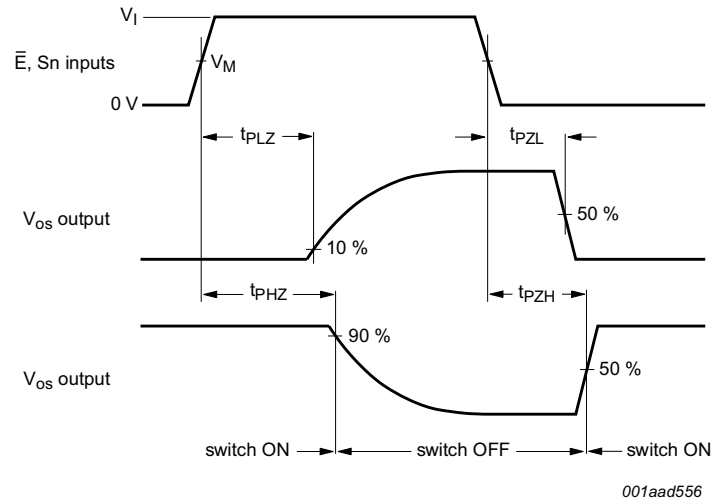 V_I
E̅, Sn inputs
V_M
0 V
t_PLZ
t_PZL
V_os output
50 %
10 %
t_PHZ
t_PZH
90 %
V_os output
50 %
switch ON
switch OFF
switch ON
001aad556